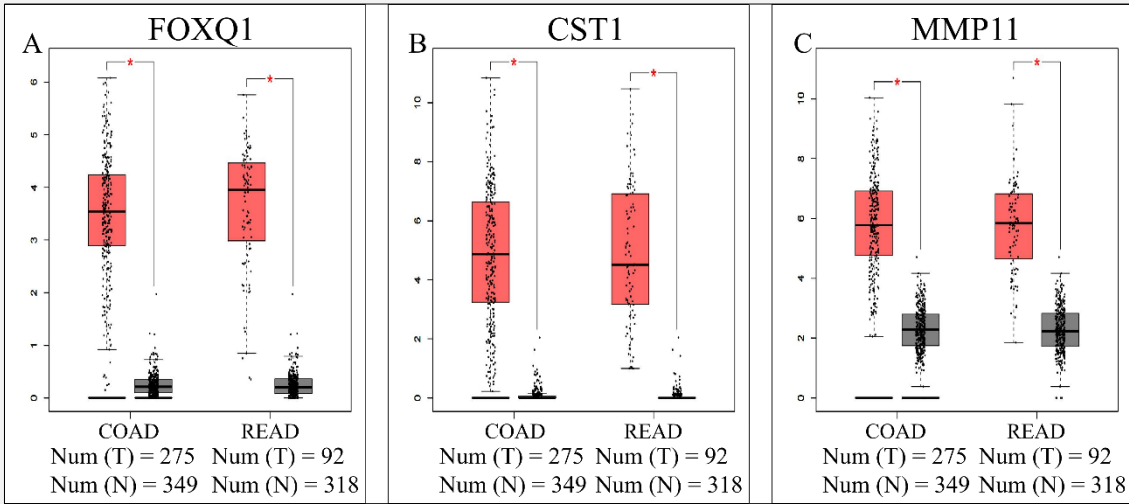 A FOXQ1
*
*
6
5
4
3
2
1
0
COAD READ
Num (T) = 275 Num (T) = 92
Num (N) = 349 Num (N) = 318
B CST1
*
*
10
8
6
4
2
0
COAD READ
Num (T) = 275 Num (T) = 92
Num (N) = 349 Num (N) = 318
C MMP11
*
*
10
8
6
4
2
0
COAD READ
Num (T) = 275 Num (T) = 92
Num (N) = 349 Num (N) = 318